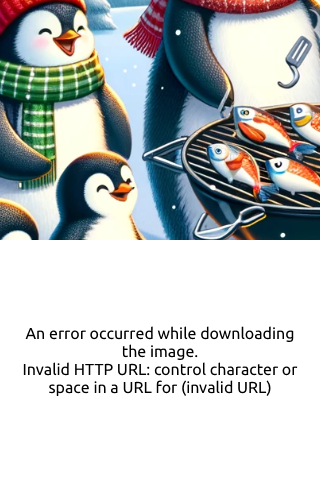 An error occurred while downloading
the image.
Invalid HTTP URL: control character or
space in a URL for (invalid URL)